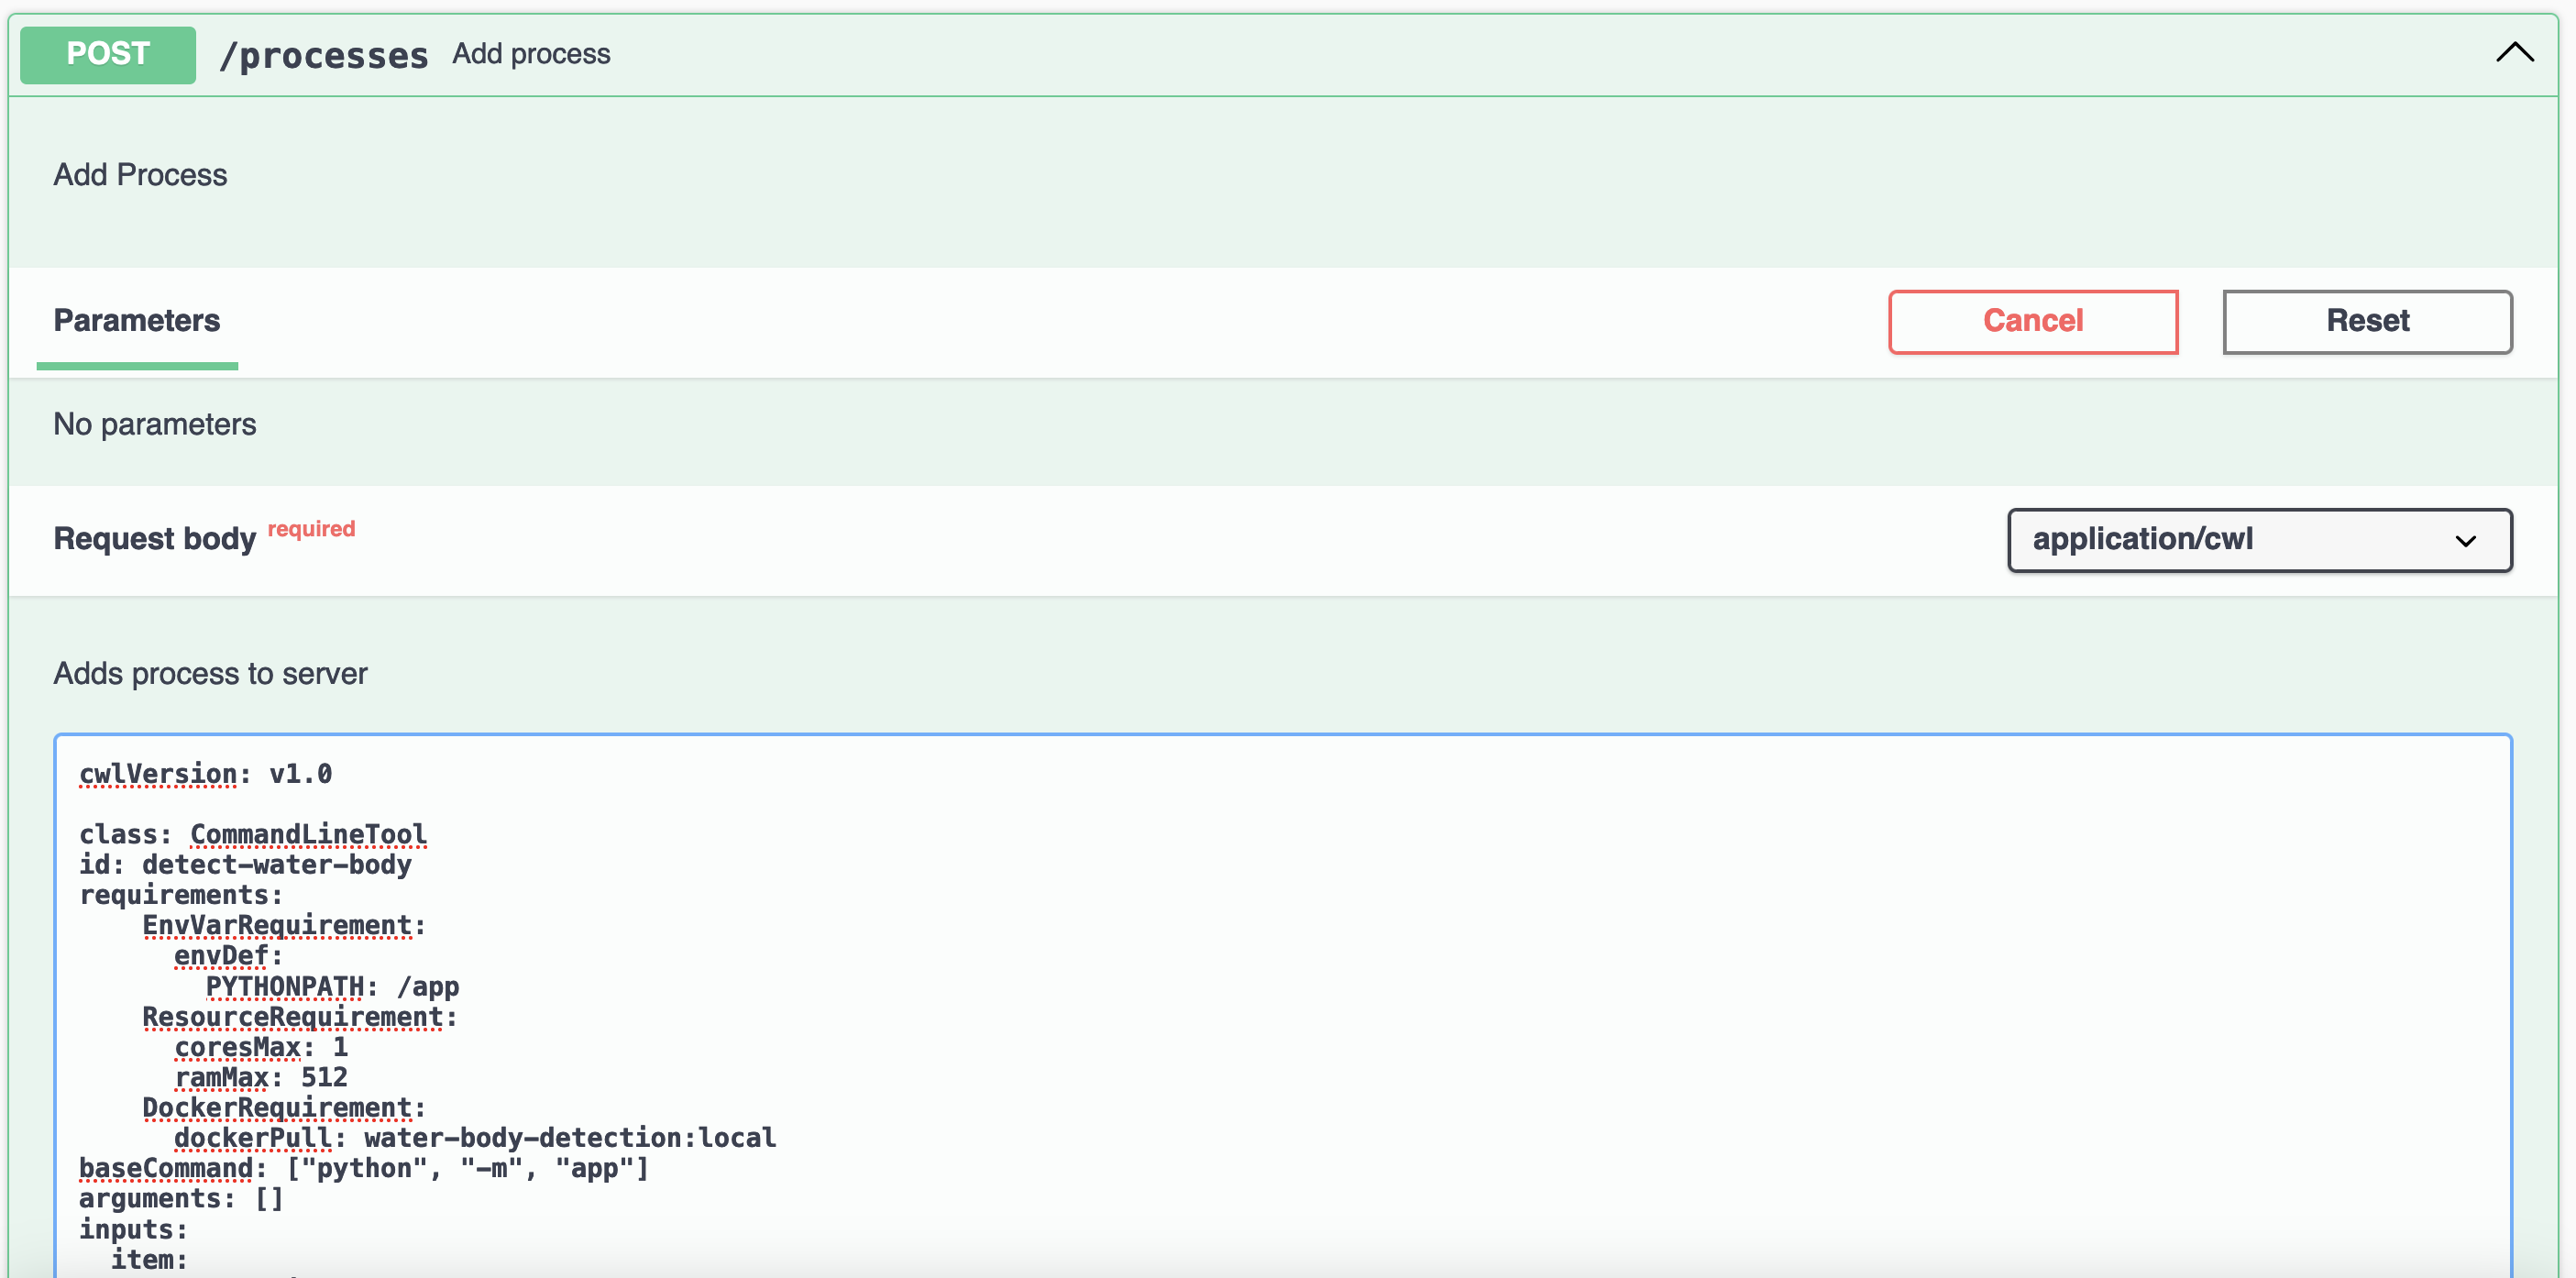 POST /processes Add process
Add Process
Parameters Cancel Reset
No parameters
Request body required application/cwl
Adds process to server
cwlVersion: v1.0
class: CommandLineTool
id: detect-water-body
requirements:
    EnvVarRequirement:
      envDef:
        PYTHONPATH: /app
    ResourceRequirement:
      coresMax: 1
      ramMax: 512
    DockerRequirement:
      dockerPull: water-body-detection:local
baseCommand: ["python", "-m", "app"]
arguments: []
inputs:
  item: